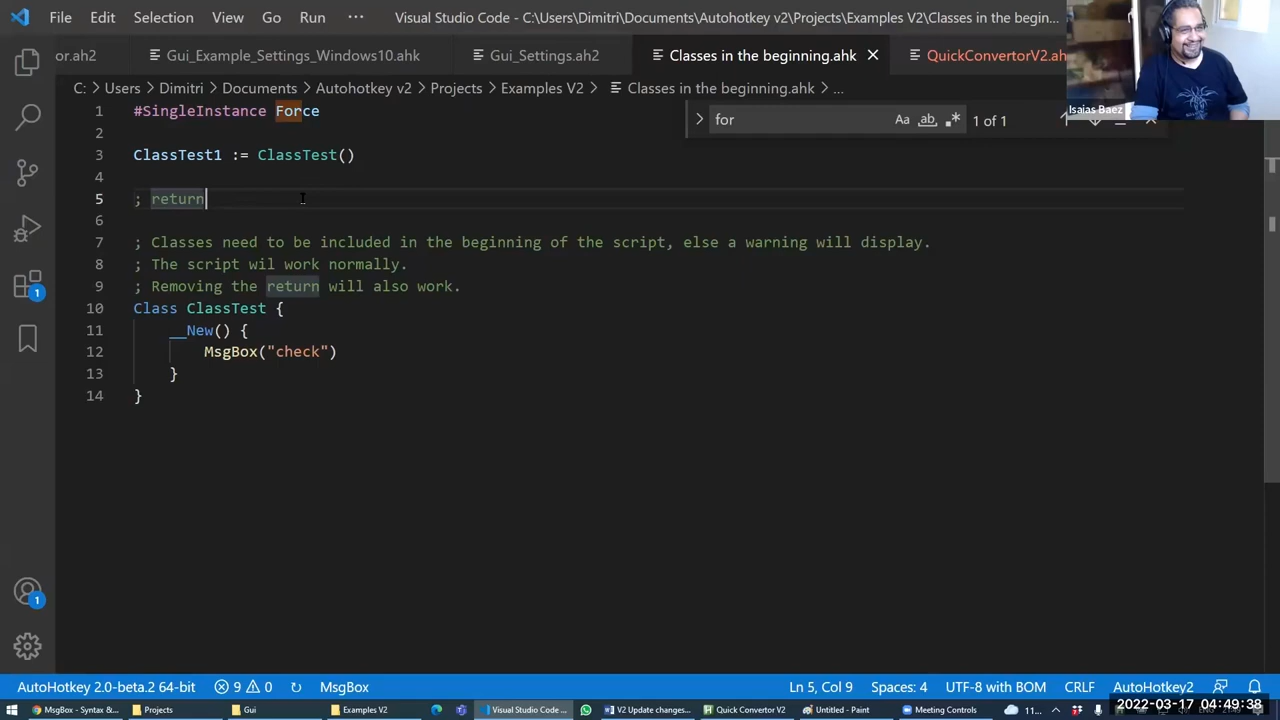 File Edit Selection View Go Run ··· Visual Studio Code - C:\Users\Dimitri\Documents\Autohotkey v2\Projects\Examples V2\Classes in the begin...
or.ah2 Gui_Example_Settings_Windows10.ahk Gui_Settings.ah2 Classes in the beginning.ahk QuickConvertorV2.ah
C: > Users > Dimitri > Documents > Autohotkey v2 > Projects > Examples V2 > Classes in the beginning.ahk > ...
Isaias Baez
for Aa ab .* 1 of 1
1 #SingleInstance Force
2
3 ClassTest1 := ClassTest()
4
5 ; return
6
7 ; Classes need to be included in the beginning of the script, else a warning will display.
8 ; The script wil work normally.
9 ; Removing the return will also work.
10 Class ClassTest {
11 __New() {
12 MsgBox("check")
13 }
14 }
1
1
AutoHotkey 2.0-beta.2 64-bit 9 0 MsgBox Ln 5, Col 9 Spaces: 4 UTF-8 with BOM CRLF AutoHotkey2
MsgBox - Syntax &... Projects Gui Examples V2 Visual Studio Code ... V2 Update changes... Quick Convertor V2 Untitled - Paint Meeting Controls 11...
2022-03-17 04:49:38